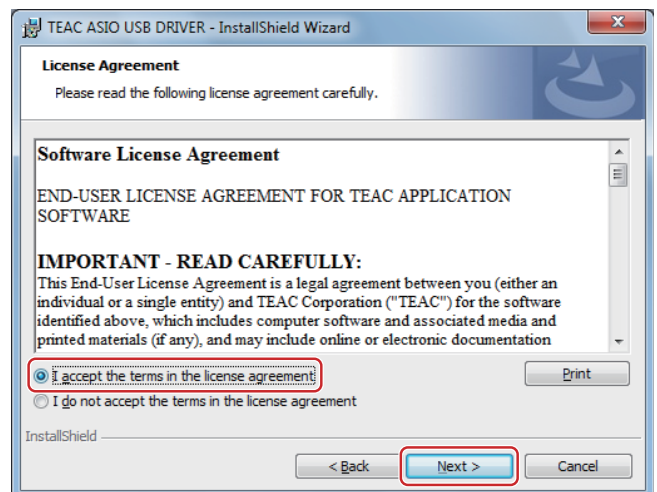 TEAC ASIO USB DRIVER - InstallShield Wizard
License Agreement
Please read the following license agreement carefully.
Software License Agreement
END-USER LICENSE AGREEMENT FOR TEAC APPLICATION
SOFTWARE
IMPORTANT - READ CAREFULLY:
This End-User License Agreement is a legal agreement between you (either an
individual or a single entity) and TEAC Corporation ("TEAC") for the software
identified above, which includes computer software and associated media and
printed materials (if any), and may include online or electronic documentation
I accept the terms in the license agreement
Print
I do not accept the terms in the license agreement
InstallShield
< Back
Next >
Cancel